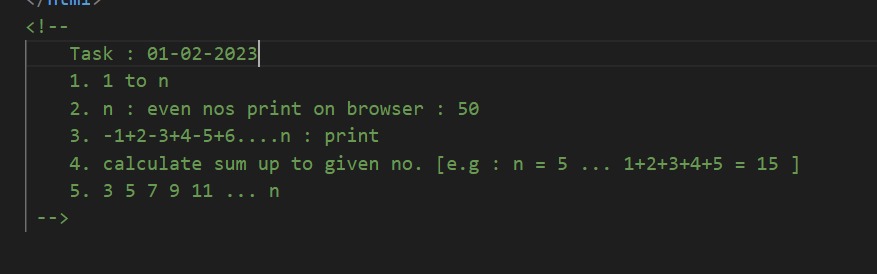 </html>
<!--
Task : 01-02-2023
1. 1 to n
2. n : even nos print on browser : 50
3. -1+2-3+4-5+6....n : print
4. calculate sum up to given no. [e.g : n = 5 ... 1+2+3+4+5 = 15 ]
5. 3 5 7 9 11 ... n
-->